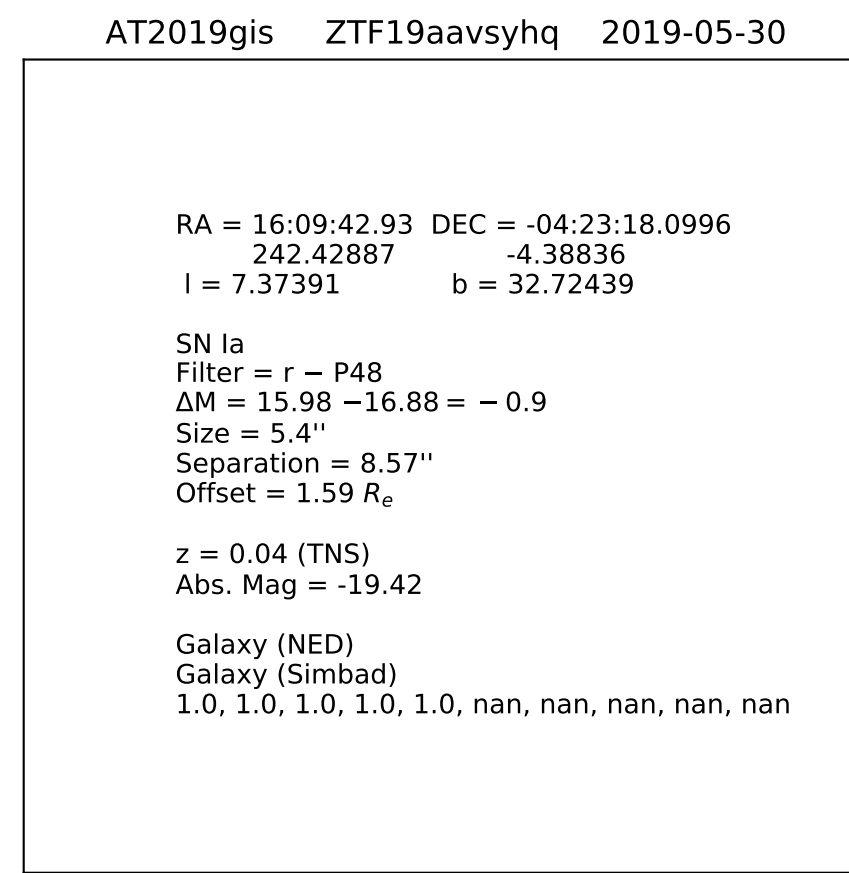 AT2019gis ZTF19aavsyhq 2019-05-30
RA = 16:09:42.93 DEC = -04:23:18.0996
242.42887 -4.38836
l = 7.37391 b = 32.72439
SN Ia
Filter = r − P48
ΔM = 15.98 −16.88 = − 0.9
Size = 5.4''
Separation = 8.57''
Offset = 1.59 Re
z = 0.04 (TNS)
Abs. Mag = -19.42
Galaxy (NED)
Galaxy (Simbad)
1.0, 1.0, 1.0, 1.0, 1.0, nan, nan, nan, nan, nan